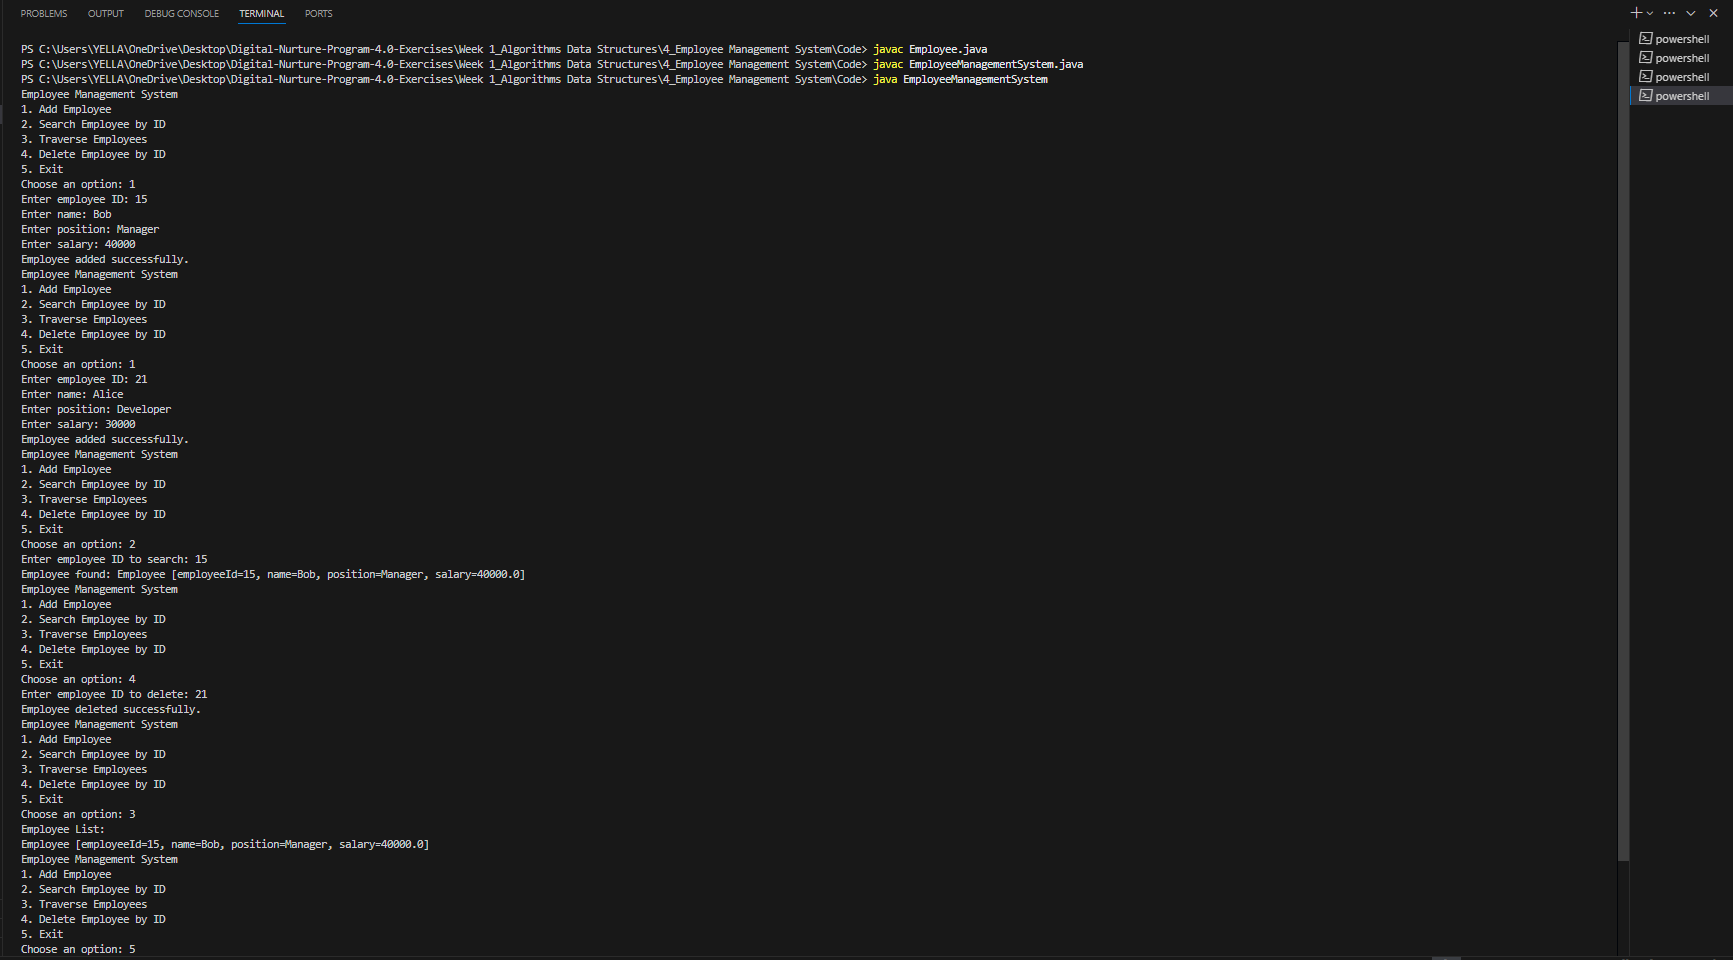 PROBLEMS OUTPUT DEBUG CONSOLE TERMINAL PORTS
PS C:\Users\YELLA\OneDrive\Desktop\Digital-Nurture-Program-4.0-Exercises\Week 1_Algorithms Data Structures\4_Employee Management System\Code> javac Employee.java
PS C:\Users\YELLA\OneDrive\Desktop\Digital-Nurture-Program-4.0-Exercises\Week 1_Algorithms Data Structures\4_Employee Management System\Code> javac EmployeeManagementSystem.java
PS C:\Users\YELLA\OneDrive\Desktop\Digital-Nurture-Program-4.0-Exercises\Week 1_Algorithms Data Structures\4_Employee Management System\Code> java EmployeeManagementSystem
Employee Management System
1. Add Employee
2. Search Employee by ID
3. Traverse Employees
4. Delete Employee by ID
5. Exit
Choose an option: 1
Enter employee ID: 15
Enter name: Bob
Enter position: Manager
Enter salary: 40000
Employee added successfully.
Employee Management System
1. Add Employee
2. Search Employee by ID
3. Traverse Employees
4. Delete Employee by ID
5. Exit
Choose an option: 1
Enter employee ID: 21
Enter name: Alice
Enter position: Developer
Enter salary: 30000
Employee added successfully.
Employee Management System
1. Add Employee
2. Search Employee by ID
3. Traverse Employees
4. Delete Employee by ID
5. Exit
Choose an option: 2
Enter employee ID to search: 15
Employee found: Employee [employeeId=15, name=Bob, position=Manager, salary=40000.0]
Employee Management System
1. Add Employee
2. Search Employee by ID
3. Traverse Employees
4. Delete Employee by ID
5. Exit
Choose an option: 4
Enter employee ID to delete: 21
Employee deleted successfully.
Employee Management System
1. Add Employee
2. Search Employee by ID
3. Traverse Employees
4. Delete Employee by ID
5. Exit
Choose an option: 3
Employee List:
Employee [employeeId=15, name=Bob, position=Manager, salary=40000.0]
Employee Management System
1. Add Employee
2. Search Employee by ID
3. Traverse Employees
4. Delete Employee by ID
5. Exit
Choose an option: 5
powershell
powershell
powershell
powershell